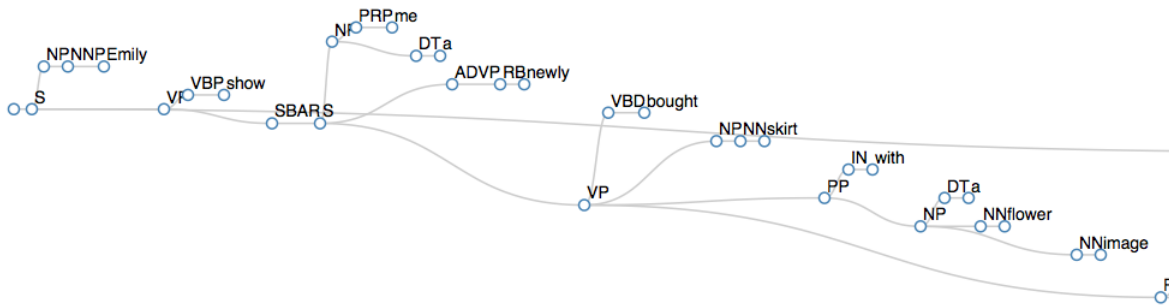 PRP me
NP
DT a
NP NNP Emily
ADVP RB newly
VBP show
S VP
VBD bought
SBAR S
NP NN skirt
IN with
PP DT a
VP
NP NN flower
NN image